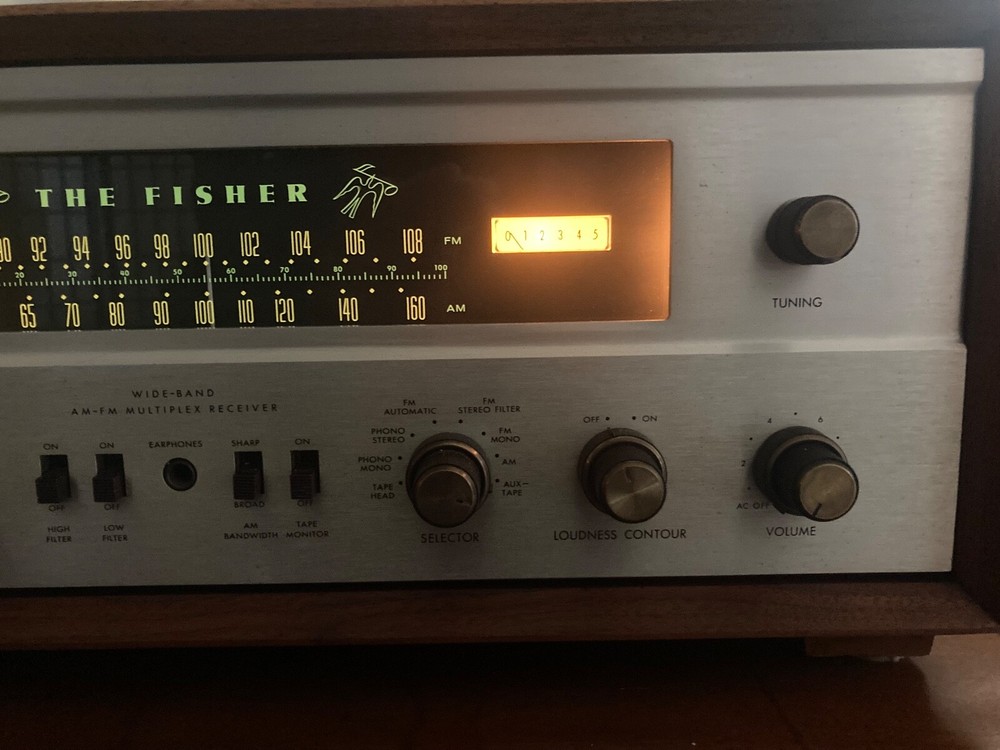 THE FISHER
90 92 94 96 98 100 102 104 106 108 FM
20 30 40 50 60 70 80 90 100
65 70 80 90 100 110 120 140 160 AM
0 1 2 3 4 5
TUNING
WIDE-BAND
AM-FM MULTIPLEX RECEIVER
ON
OFF
HIGH
FILTER
ON
OFF
LOW
FILTER
EARPHONES
SHARP
BROAD
AM
BANDWIDTH
ON
OFF
TAPE
MONITOR
FM
AUTOMATIC
FM
STEREO FILTER
PHONO
STEREO
FM
MONO
PHONO
MONO
AM
TAPE
HEAD
AUX-
TAPE
SELECTOR
OFF ON
LOUDNESS CONTOUR
4 6
2
AC OFF
VOLUME